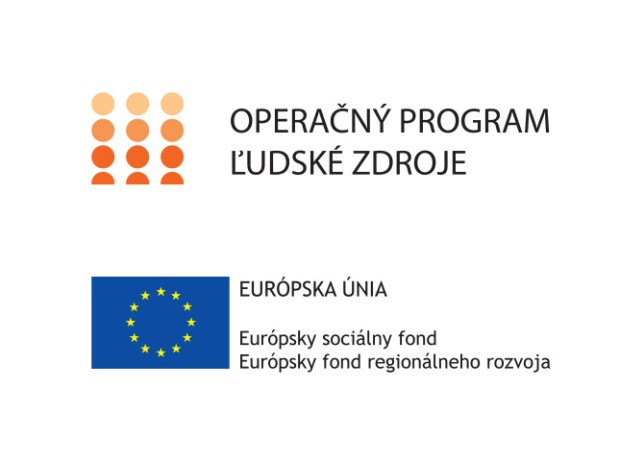 OPERAČNÝ PROGRAM
ĽUDSKÉ ZDROJE
EURÓPSKA ÚNIA
Európsky sociálny fond
Európsky fond regionálneho rozvoja